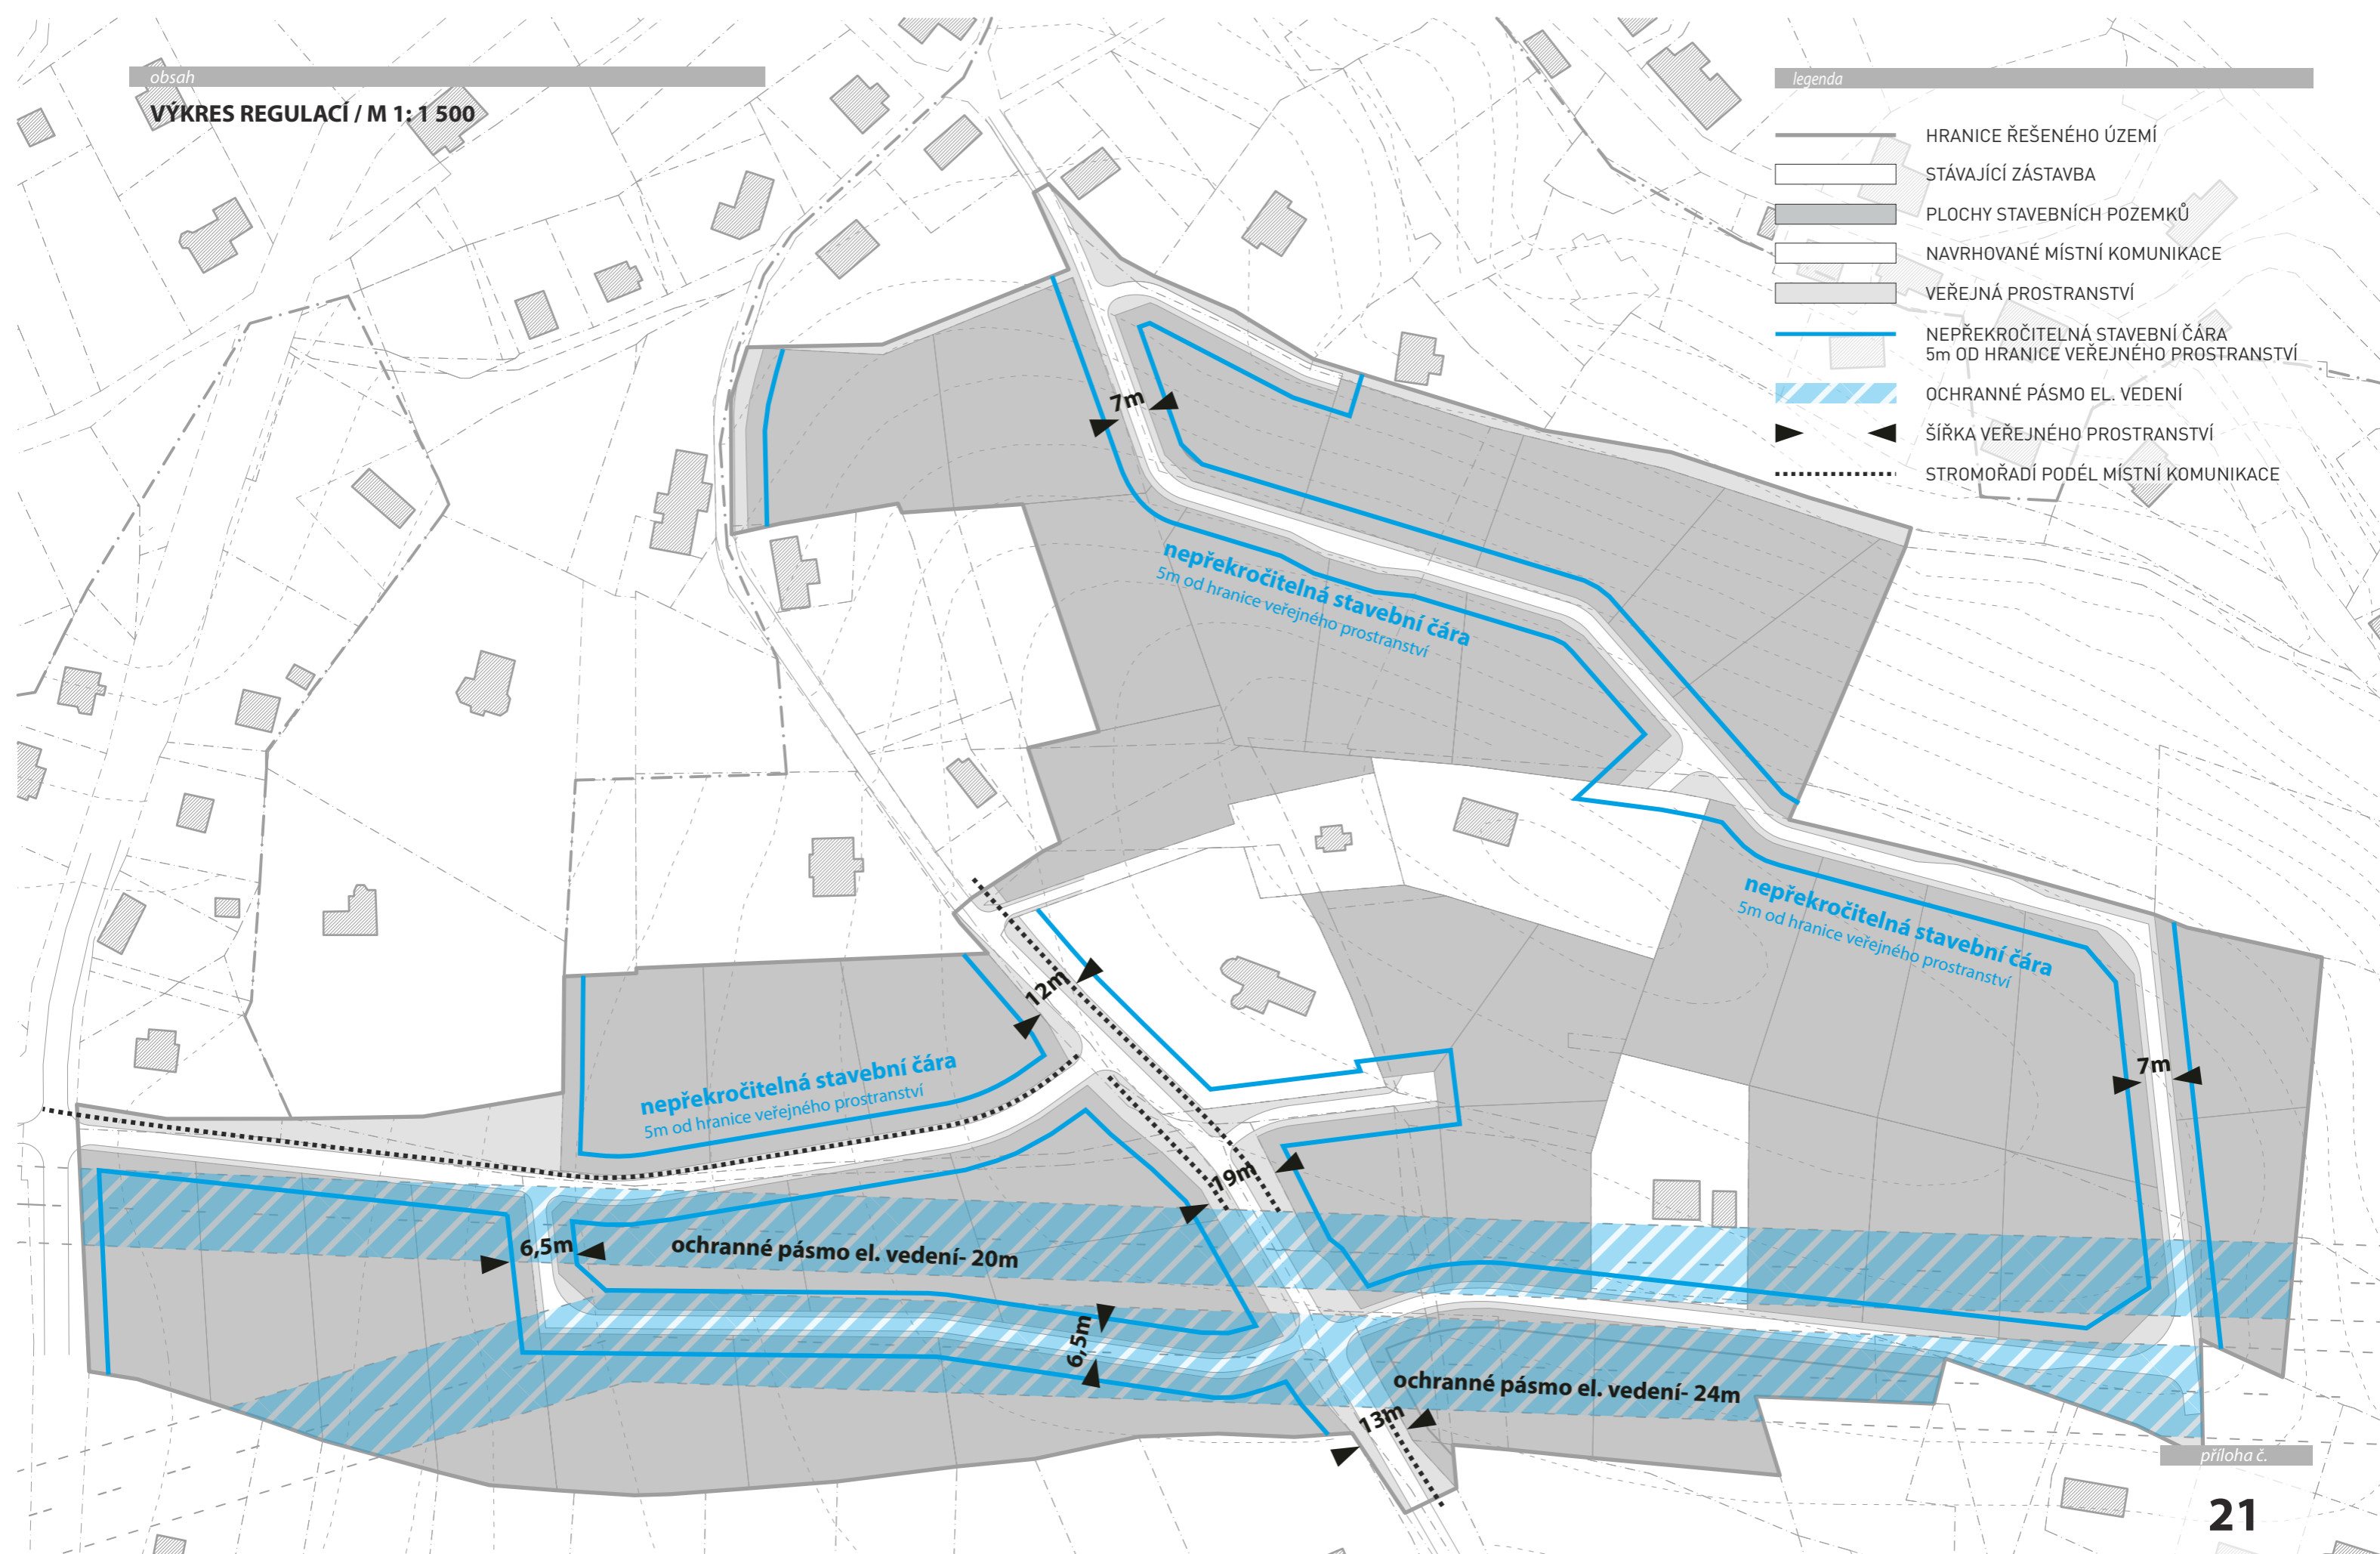 obsah
VÝKRES REGULACÍ / M 1: 1 500
legenda
HRANICE ŘEŠENÉHO ÚZEMÍ
STÁVAJÍCÍ ZÁSTAVBA
PLOCHY STAVEBNÍCH POZEMKŮ
NAVRHOVANÉ MÍSTNÍ KOMUNIKACE
VEŘEJNÁ PROSTRANSTVÍ
NEPŘEKROČITELNÁ STAVEBNÍ ČÁRA
5m OD HRANICE VEŘEJNÉHO PROSTRANSTVÍ
OCHRANNÉ PÁSMO EL. VEDENÍ
ŠÍŘKA VEŘEJNÉHO PROSTRANSTVÍ
STROMOŘADÍ PODÉL MÍSTNÍ KOMUNIKACE
7m
nepřekročitelná stavební čára
5m od hranice veřejného prostranství
nepřekročitelná stavební čára
5m od hranice veřejného prostranství
12m
nepřekročitelná stavební čára
5m od hranice veřejného prostranství
7m
19m
6,5m
ochranné pásmo el. vedení- 20m
6,5m
ochranné pásmo el. vedení- 24m
13m
příloha č.
21